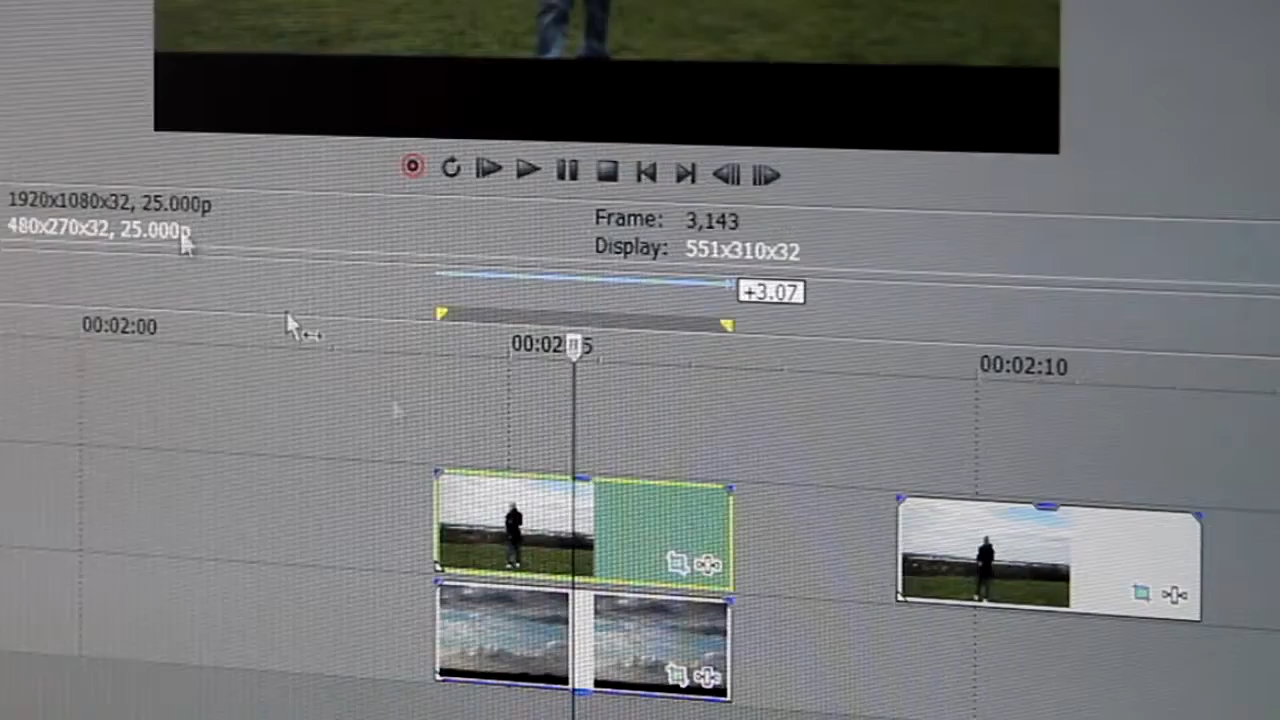 1920x1080x32, 25.000p
480x270x32, 25.000p
Frame: 3,143
Display: 551x310x32
+3.07
00:02:00
00:02 5
00:02:10